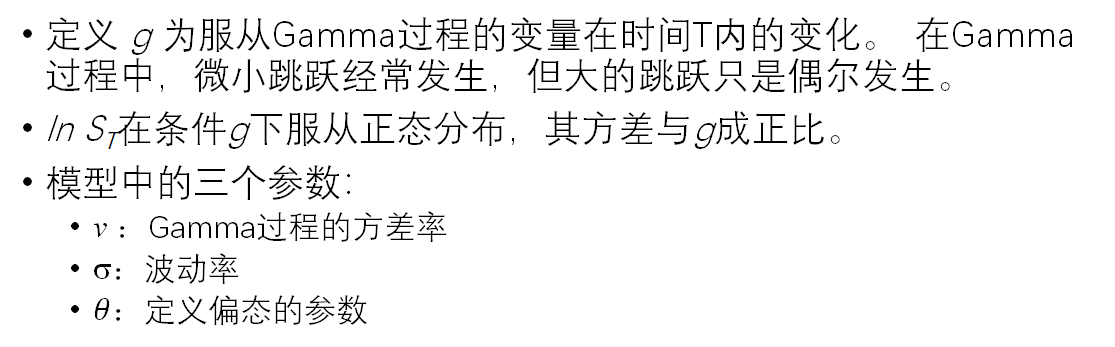 • 定义 g 为服从Gamma过程的变量在时间T内的变化。 在Gamma
过程中，微小跳跃经常发生，但大的跳跃只是偶尔发生。
• ln ST在条件g下服从正态分布，其方差与g成正比。
• 模型中的三个参数:
• v ：Gamma过程的方差率
• σ：波动率
• θ：定义偏态的参数